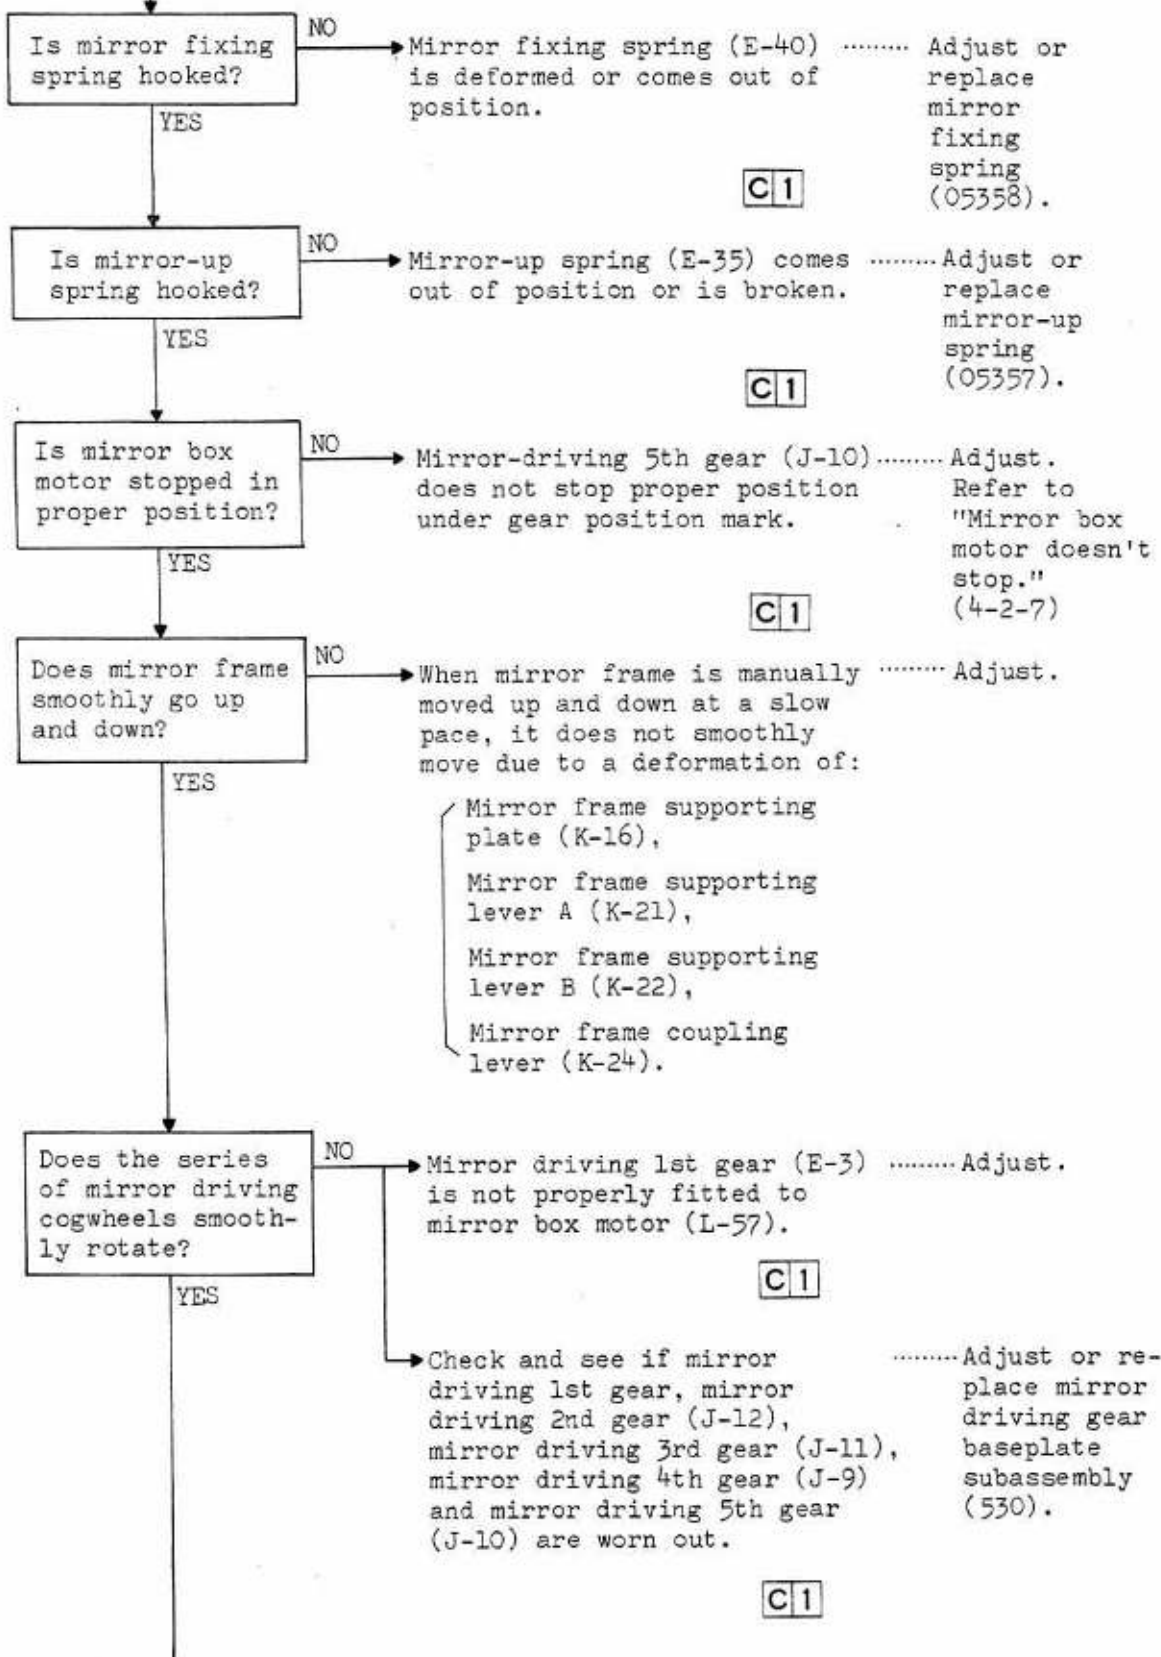 Is mirror fixing
spring hooked?
NO
Mirror fixing spring (E-40)
is deformed or comes out of
position.
Adjust or
replace
mirror
fixing
spring
(05358).
C 1
YES
Is mirror-up
spring hooked?
NO
Mirror-up spring (E-35) comes
out of position or is broken.
Adjust or
replace
mirror-up
spring
(05357).
C 1
YES
Is mirror box
motor stopped in
proper position?
NO
Mirror-driving 5th gear (J-10)
does not stop proper position
under gear position mark.
Adjust.
Refer to
"Mirror box
motor doesn't
stop."
(4-2-7)
C 1
YES
Does mirror frame
smoothly go up
and down?
NO
When mirror frame is manually
moved up and down at a slow
pace, it does not smoothly
move due to a deformation of:
Adjust.
Mirror frame supporting
plate (K-16),
Mirror frame supporting
lever A (K-21),
Mirror frame supporting
lever B (K-22),
Mirror frame coupling
lever (K-24).
YES
Does the series
of mirror driving
cogwheels smooth-
ly rotate?
NO
Mirror driving 1st gear (E-3)
is not properly fitted to
mirror box motor (L-57).
Adjust.
C 1
YES
Check and see if mirror
driving 1st gear, mirror
driving 2nd gear (J-12),
mirror driving 3rd gear (J-11),
mirror driving 4th gear (J-9)
and mirror driving 5th gear
(J-10) are worn out.
Adjust or re-
place mirror
driving gear
baseplate
subassembly
(530).
C 1